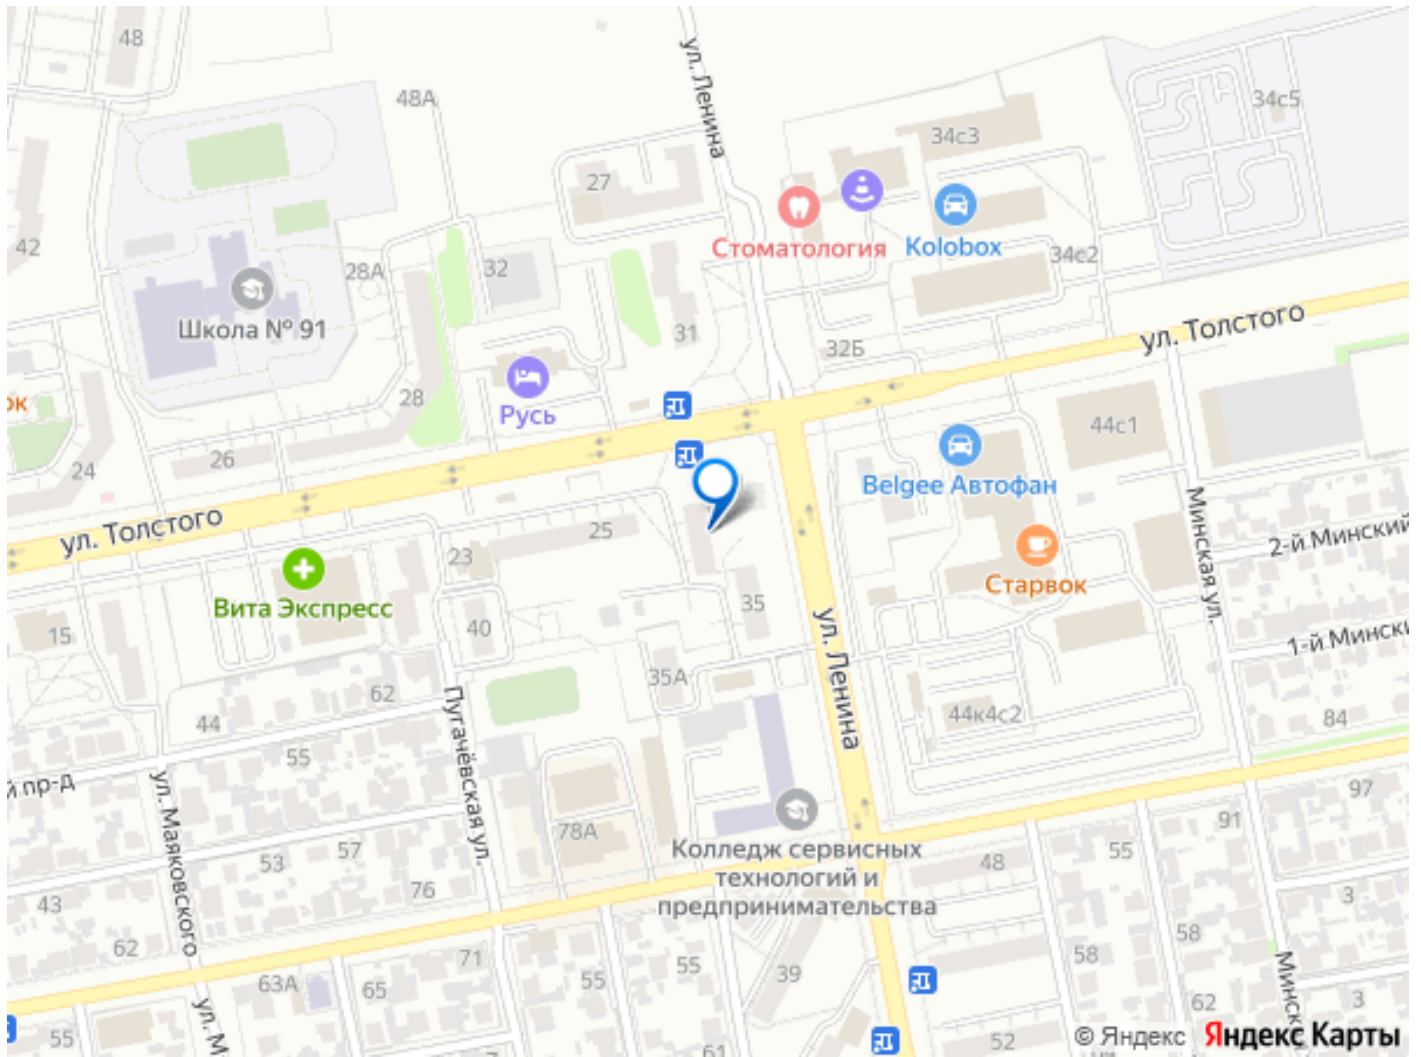 48
48А
ул. Ленина
34с5
34с3
27
Стоматология
Kolobox
34с2
42
28А
32
Школа № 91
31
32Б
ул. Толстого
ок
28
Русь
44с1
24
26
Belgee Автофан
ул. Толстого
25
23
Минская ул.
2-й Минский
Старвок
Вита Экспресс
35
ул. Ленина
15
40
1-й Мински
35А
62
44
44к4с2
84
55
Пугачёвская ул.
й пр-д
ул. Маяковского
97
91
78А
Колледж сервисных
технологий и
предпринимательства
57
53
48
55
76
43
3
62
58
58
71
55
55
39
63А
65
62
3
Минск
ул. М
55
61
52
© Яндекс Яндекс Карты